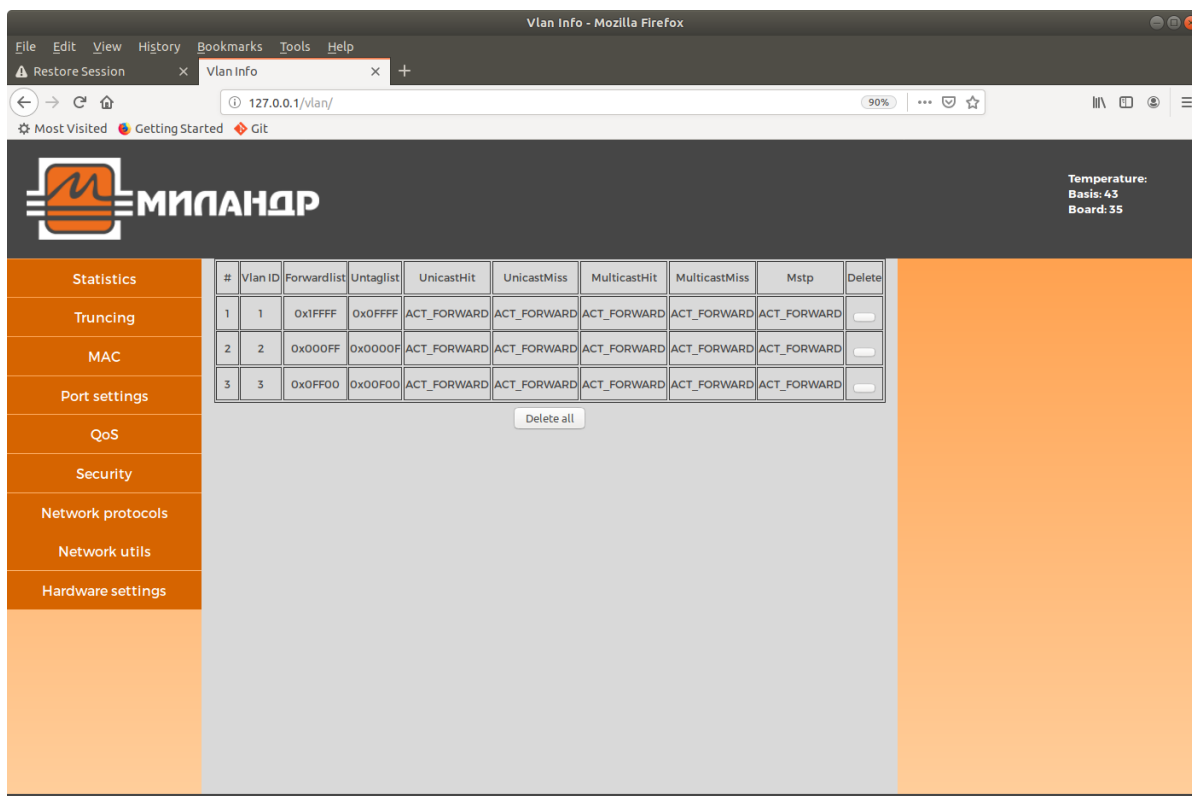 Vlan Info - Mozilla Firefox
File Edit View History Bookmarks Tools Help
Restore Session Vlan Info
127.0.0.1/vlan/ 90%
Most Visited Getting Started Git
МИЛАНДР
Temperature:
Basis: 43
Board: 35
Statistics
Truncing
MAC
Port settings
QoS
Security
Network protocols
Network utils
Hardware settings
# Vlan ID Forwardlist Untaglist UnicastHit UnicastMiss MulticastHit MulticastMiss Mstp Delete
1 1 0x1FFFF 0x0FFFF ACT_FORWARD ACT_FORWARD ACT_FORWARD ACT_FORWARD ACT_FORWARD
2 2 0x000FF 0x0000F ACT_FORWARD ACT_FORWARD ACT_FORWARD ACT_FORWARD ACT_FORWARD
3 3 0x0FF00 0x00F00 ACT_FORWARD ACT_FORWARD ACT_FORWARD ACT_FORWARD ACT_FORWARD
Delete all